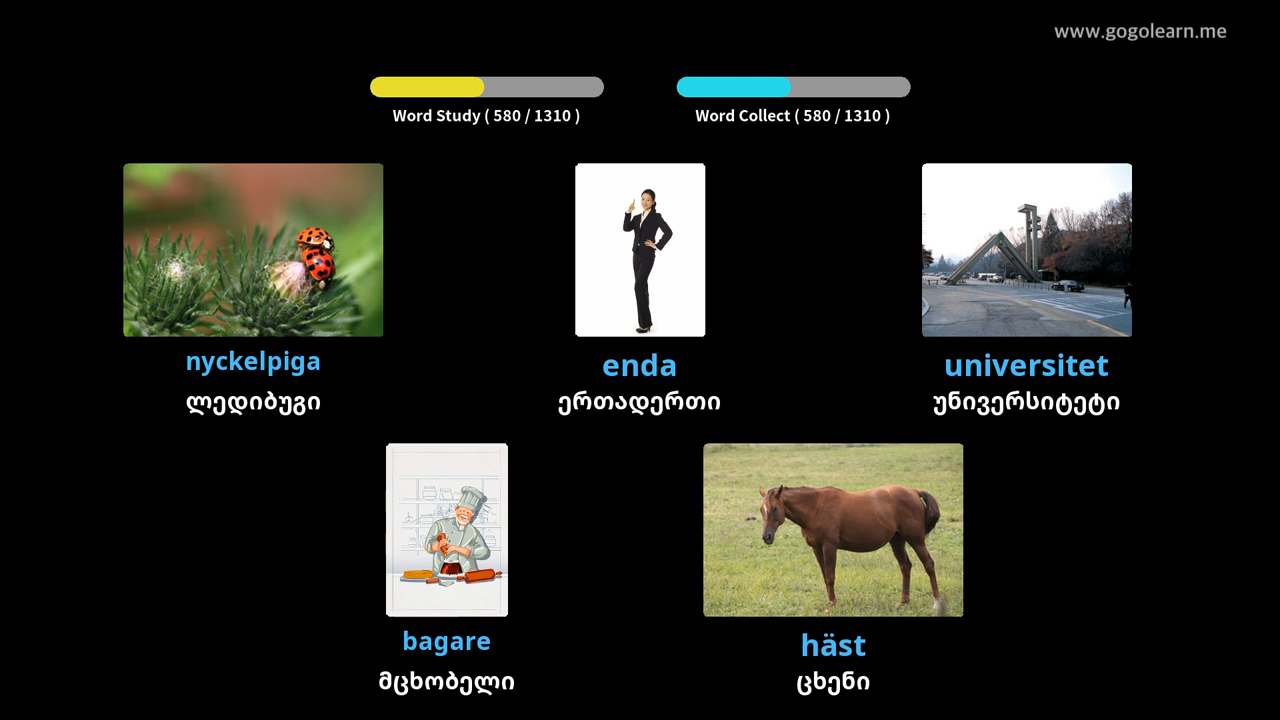 www.gogolearn.me
Word Study ( 580 / 1310 )
Word Collect ( 580 / 1310 )
nyckelpiga
ლედიბუგი
enda
ერთადერთი
universitet
უნივერსიტეტი
bagare
მცხობელი
häst
ცხენი